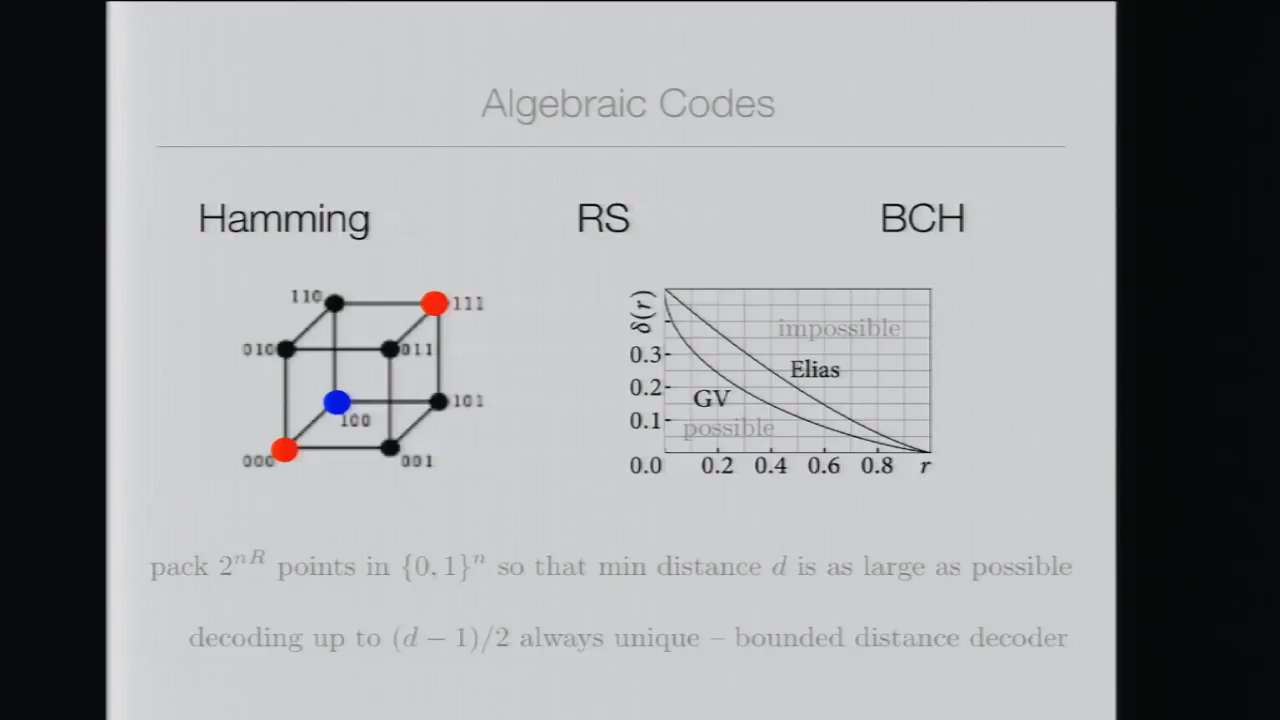 Algebraic Codes
Hamming RS BCH
110 111
010 011
100 101
000 001
δ(r)
0.3
0.2
0.1
0.0 0.2 0.4 0.6 0.8 r
impossible
Elias
GV
possible
pack 2^{nR} points in {0, 1}^n so that min distance d is as large as possible
decoding up to (d − 1)/2 always unique – bounded distance decoder